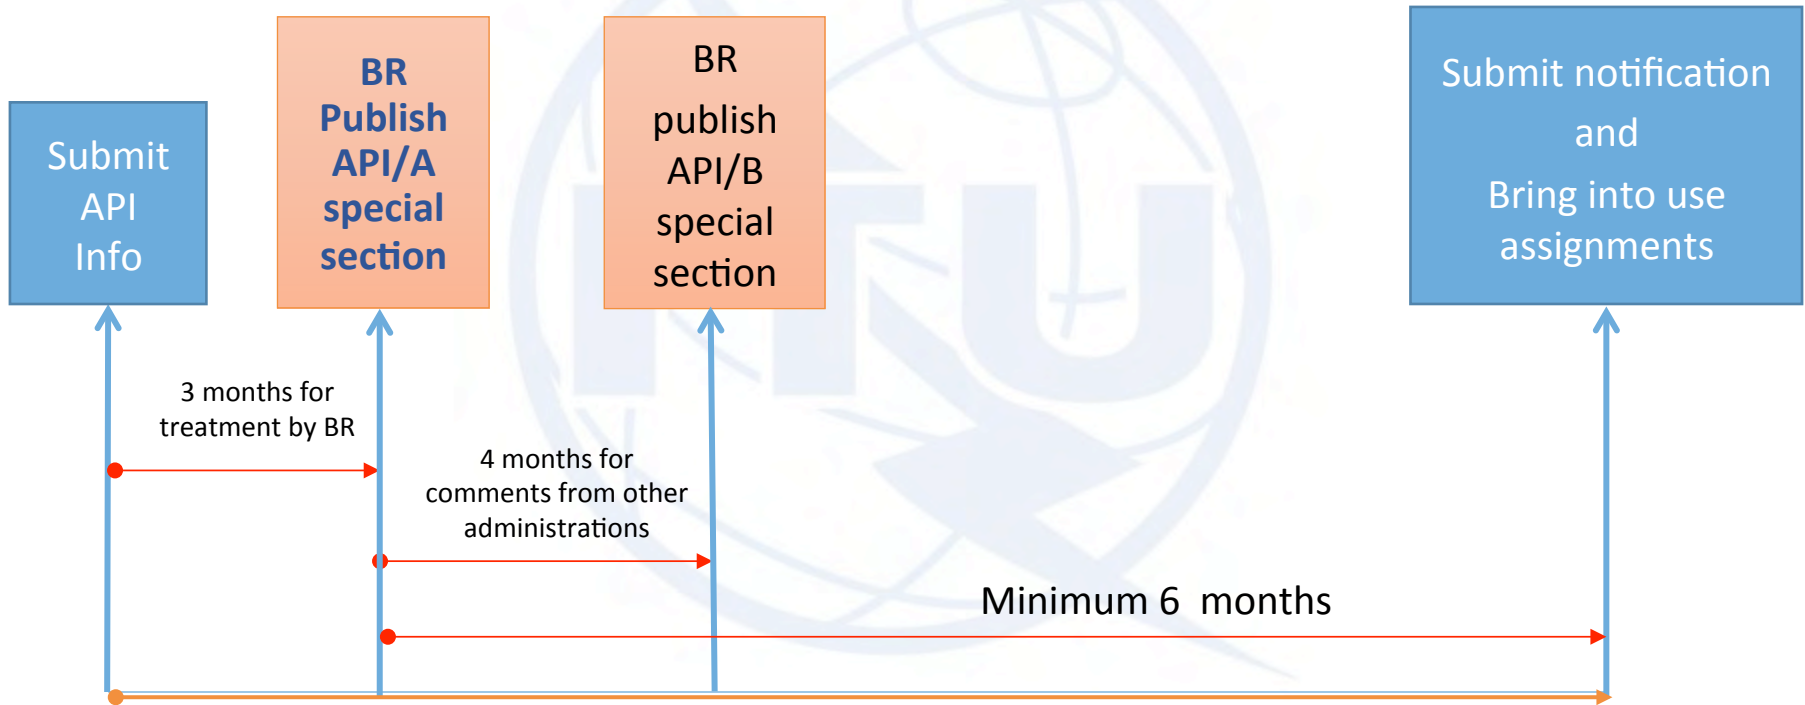 Submit
API
Info
BR
Publish
API/A
special
section
BR
publish
API/B
special
section
Submit notification
and
Bring into use
assignments
3 months for
treatment by BR
4 months for
comments from other
administrations
Minimum 6 months
ITU